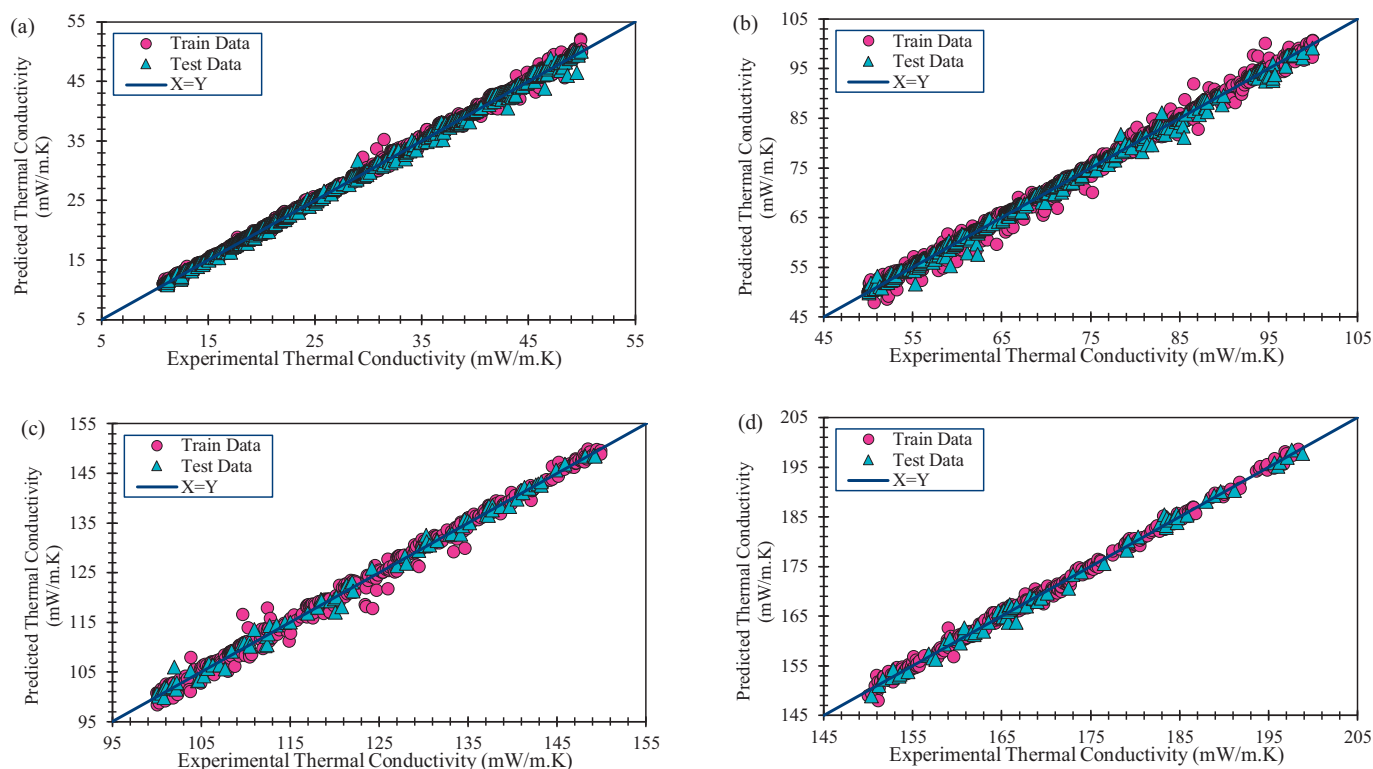 (a)
Train Data
Test Data
X=Y
55
45
35
25
15
5
5 15 25 35 45 55
Predicted Thermal Conductivity
(mW/m.K)
Experimental Thermal Conductivity (mW/m.K)
(b)
Train Data
Test Data
X=Y
105
95
85
75
65
55
45
45 55 65 75 85 95 105
Predicted Thermal Conductivity
(mW/m.K)
Experimental Thermal Conductivity (mW/m.K)
(c)
Train Data
Test Data
X=Y
155
145
135
125
115
105
95
95 105 115 125 135 145 155
Predicted Thermal Conductivity
(mW/m.K)
Experimental Thermal Conductivity (mW/m.K)
(d)
Train Data
Test Data
X=Y
205
195
185
175
165
155
145
145 155 165 175 185 195 205
Predicted Thermal Conductivity
(mW/m.K)
Experimental Thermal Conductivity (mW/m.K)